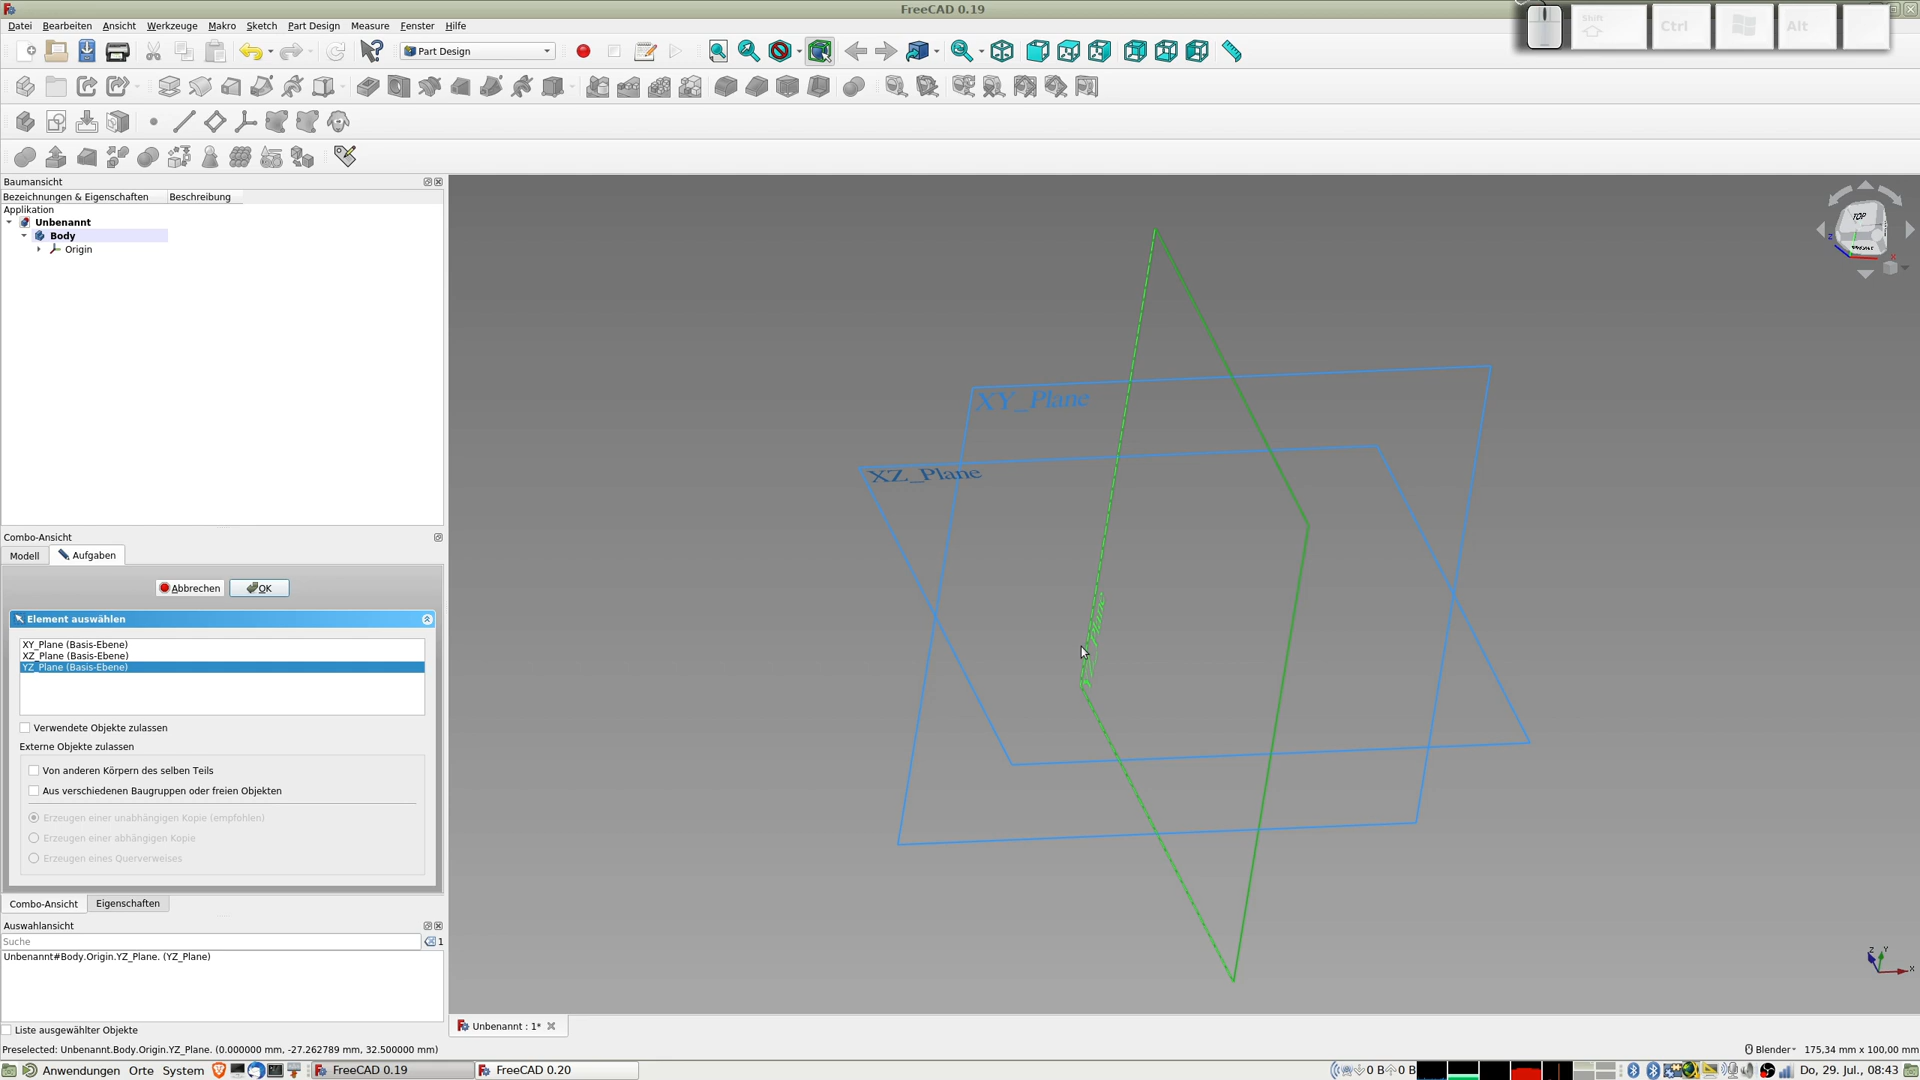 FreeCAD 0.19
Datei Bearbeiten Ansicht Werkzeuge Makro Sketch Part Design Measure Fenster Hilfe
Shift Ctrl Alt
Part Design
Baumansicht
Bezeichnungen & Eigenschaften Beschreibung
Applikation
Unbenannt
Body
Origin
TOP
FRONT
Z
X
XY_Plane
XZ_Plane
Combo-Ansicht
Modell Aufgaben
Abbrechen OK
Element auswählen
XY_Plane (Basis-Ebene)
XZ_Plane (Basis-Ebene)
YZ_Plane (Basis-Ebene)
Verwendete Objekte zulassen
Externe Objekte zulassen
Von anderen Körpern des selben Teils
Aus verschiedenen Baugruppen oder freien Objekten
Erzeugen einer unabhängigen Kopie (empfohlen)
Erzeugen einer abhängigen Kopie
Erzeugen eines Querverweises
Combo-Ansicht Eigenschaften
Auswahlansicht
Suche 1
Unbenannt#Body.Origin.YZ_Plane. (YZ_Plane)
Z Y X
Unbenannt : 1*
Liste ausgewählter Objekte
Preselected: Unbenannt.Body.Origin.YZ_Plane. (0.000000 mm, -27.262789 mm, 32.500000 mm)
Blender 175,34 mm x 100,00 mm
Anwendungen Orte System FreeCAD 0.19 FreeCAD 0.20 0 B 0 B Do, 29. Jul., 08:43